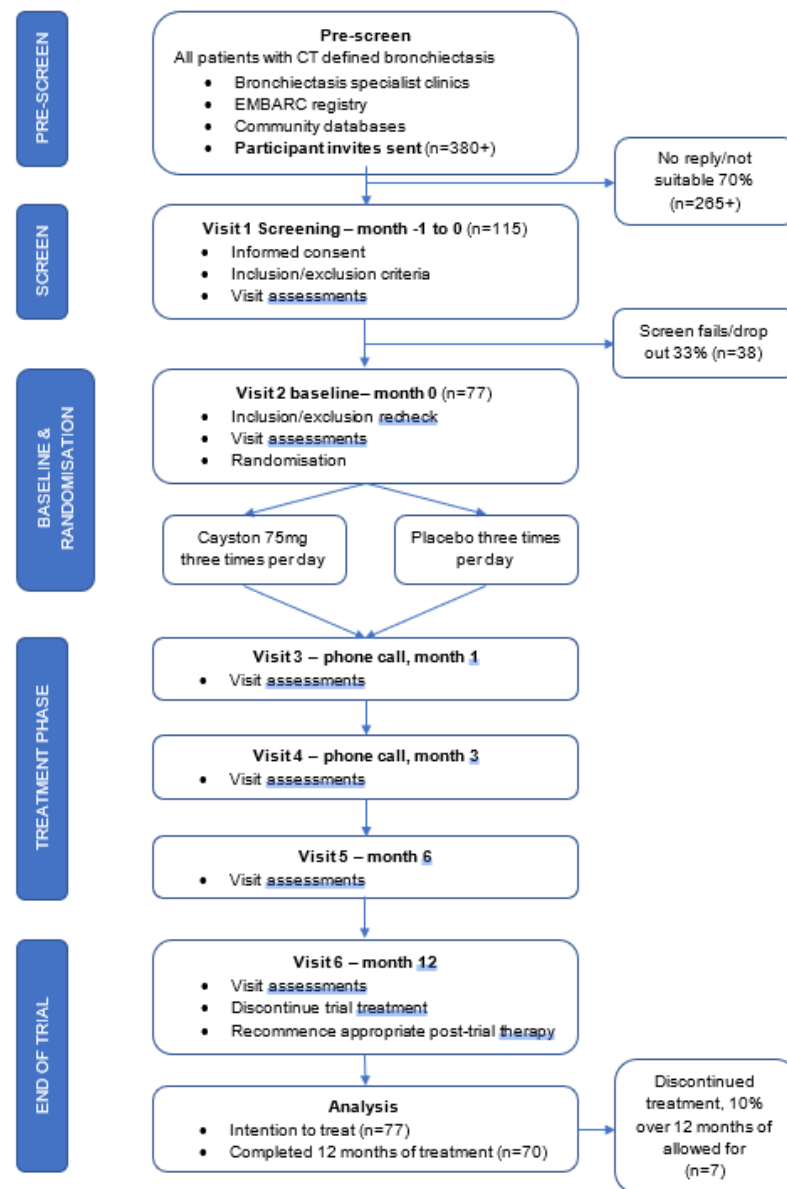 PRE-SCREEN
Pre-screen
All patients with CT defined bronchiectasis
• Bronchiectasis specialist clinics
• EMBARC registry
• Community databases
• Participant invites sent (n=380+)
No reply/not
suitable 70%
(n=265+)
SCREEN
Visit 1 Screening – month -1 to 0 (n=115)
• Informed consent
• Inclusion/exclusion criteria
• Visit assessments
Screen fails/drop
out 33% (n=38)
BASELINE &
RANDOMISATION
Visit 2 baseline– month 0 (n=77)
• Inclusion/exclusion recheck
• Visit assessments
• Randomisation
Cayston 75mg
three times per day
Placebo three times
per day
TREATMENT PHASE
Visit 3 – phone call, month 1
• Visit assessments
Visit 4 – phone call, month 3
• Visit assessments
Visit 5 – month 6
• Visit assessments
END OF TRIAL
Visit 6 – month 12
• Visit assessments
• Discontinue trial treatment
• Recommence appropriate post-trial therapy
Analysis
• Intention to treat (n=77)
• Completed 12 months of treatment (n=70)
Discontinued
treatment, 10%
over 12 months of
allowed for
(n=7)